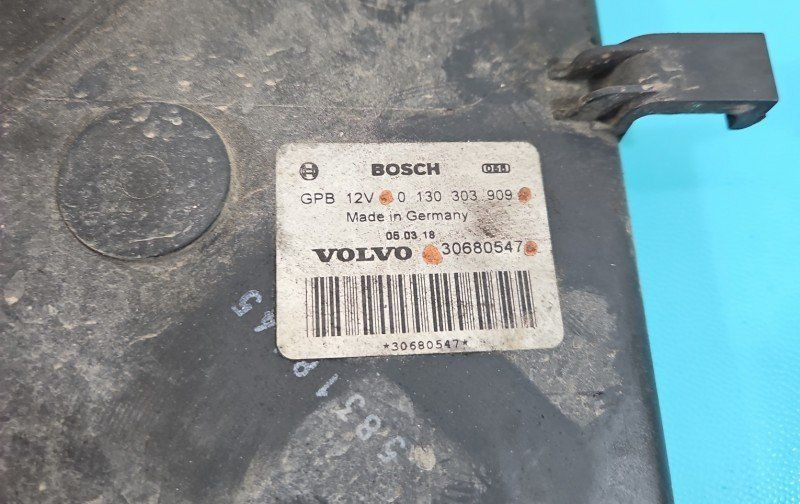 BOSCH
GPB 12V 0 130 303 909
Made in Germany
05.03.18
VOLVO 30680547
*30680547*